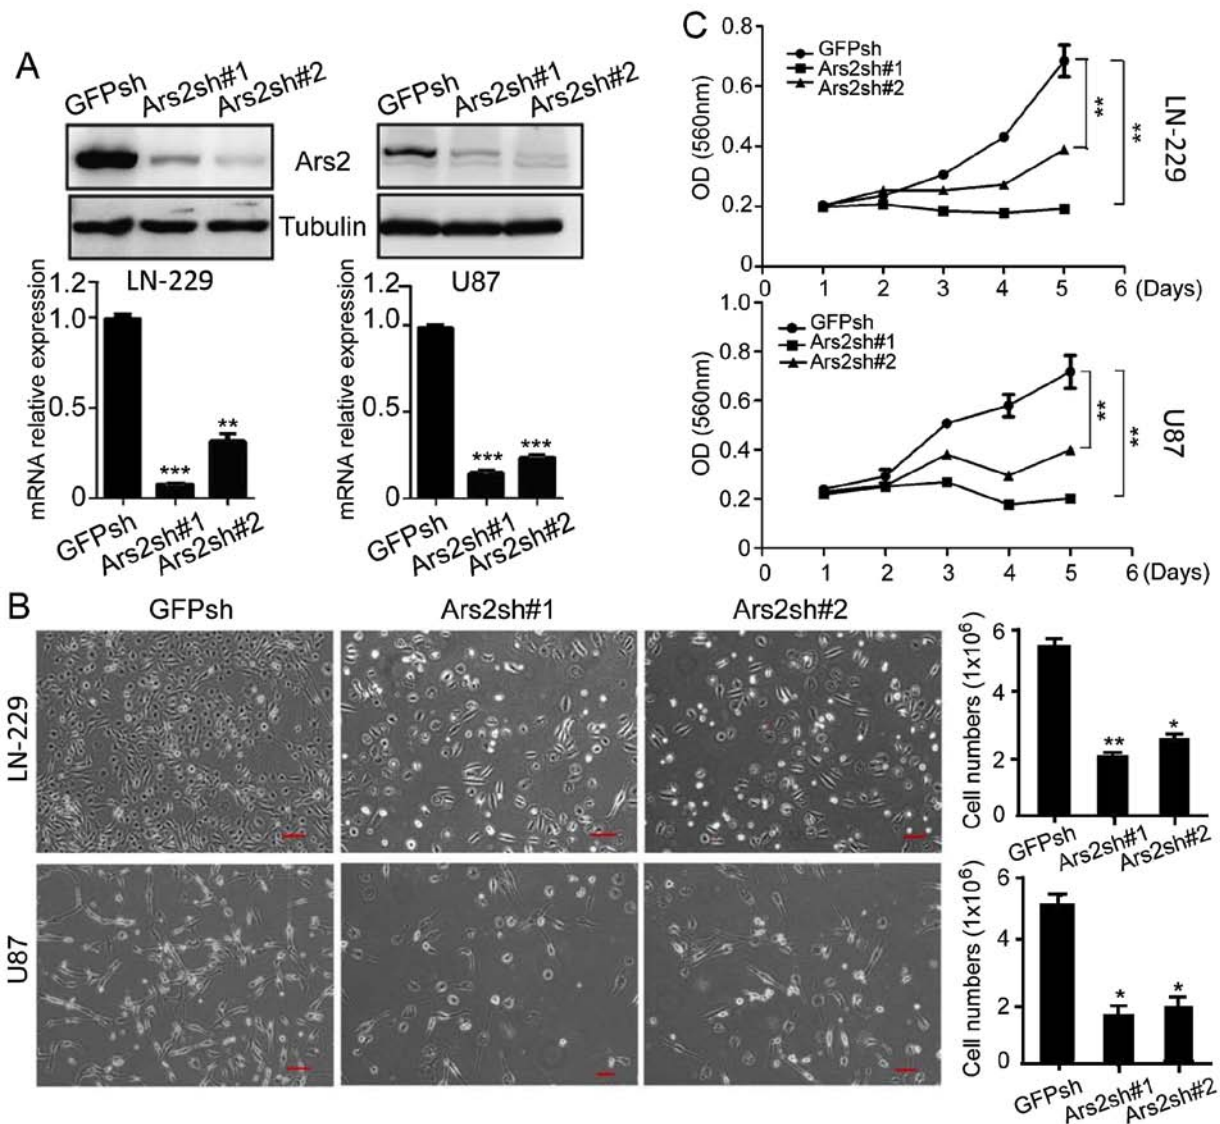 A
GFPsh Ars2sh#1 Ars2sh#2
GFPsh Ars2sh#1 Ars2sh#2
Ars2
Tubulin
LN-229
U87
mRNA relative expression
1.2
1.0
0.5
0
***
**
GFPsh Ars2sh#1 Ars2sh#2
mRNA relative expression
1.2
1.0
0.5
0
***
***
GFPsh Ars2sh#1 Ars2sh#2
C
OD (560nm)
0.8
0.6
0.4
0.2
0
GFPsh
Ars2sh#1
Ars2sh#2
**
**
LN-229
0 1 2 3 4 5 6 (Days)
OD (560nm)
1.0
0.8
0.6
0.4
0.2
0
GFPsh
Ars2sh#1
Ars2sh#2
**
**
U87
0 1 2 3 4 5 6 (Days)
B
GFPsh Ars2sh#1 Ars2sh#2
LN-229
U87
Cell numbers (1x10⁶)
6
4
2
0
**
*
GFPsh Ars2sh#1 Ars2sh#2
Cell numbers (1x10⁶)
6
4
2
0
*
*
GFPsh Ars2sh#1 Ars2sh#2